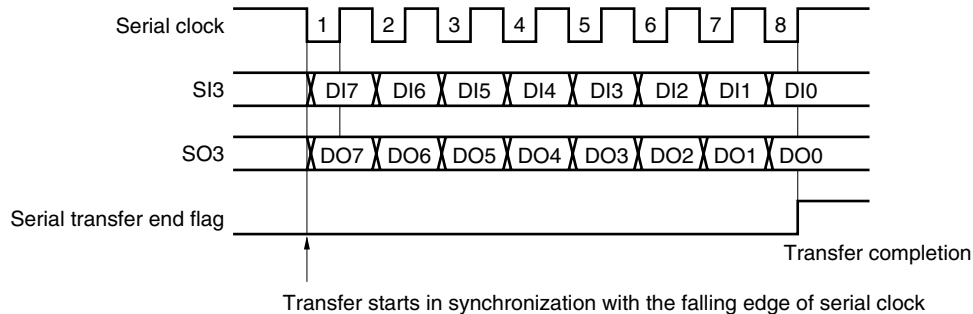 Serial clock 1 2 3 4 5 6 7 8
SI3 DI7 DI6 DI5 DI4 DI3 DI2 DI1 DI0
SO3 DO7 DO6 DO5 DO4 DO3 DO2 DO1 DO0
Serial transfer end flag
Transfer completion
Transfer starts in synchronization with the falling edge of serial clock